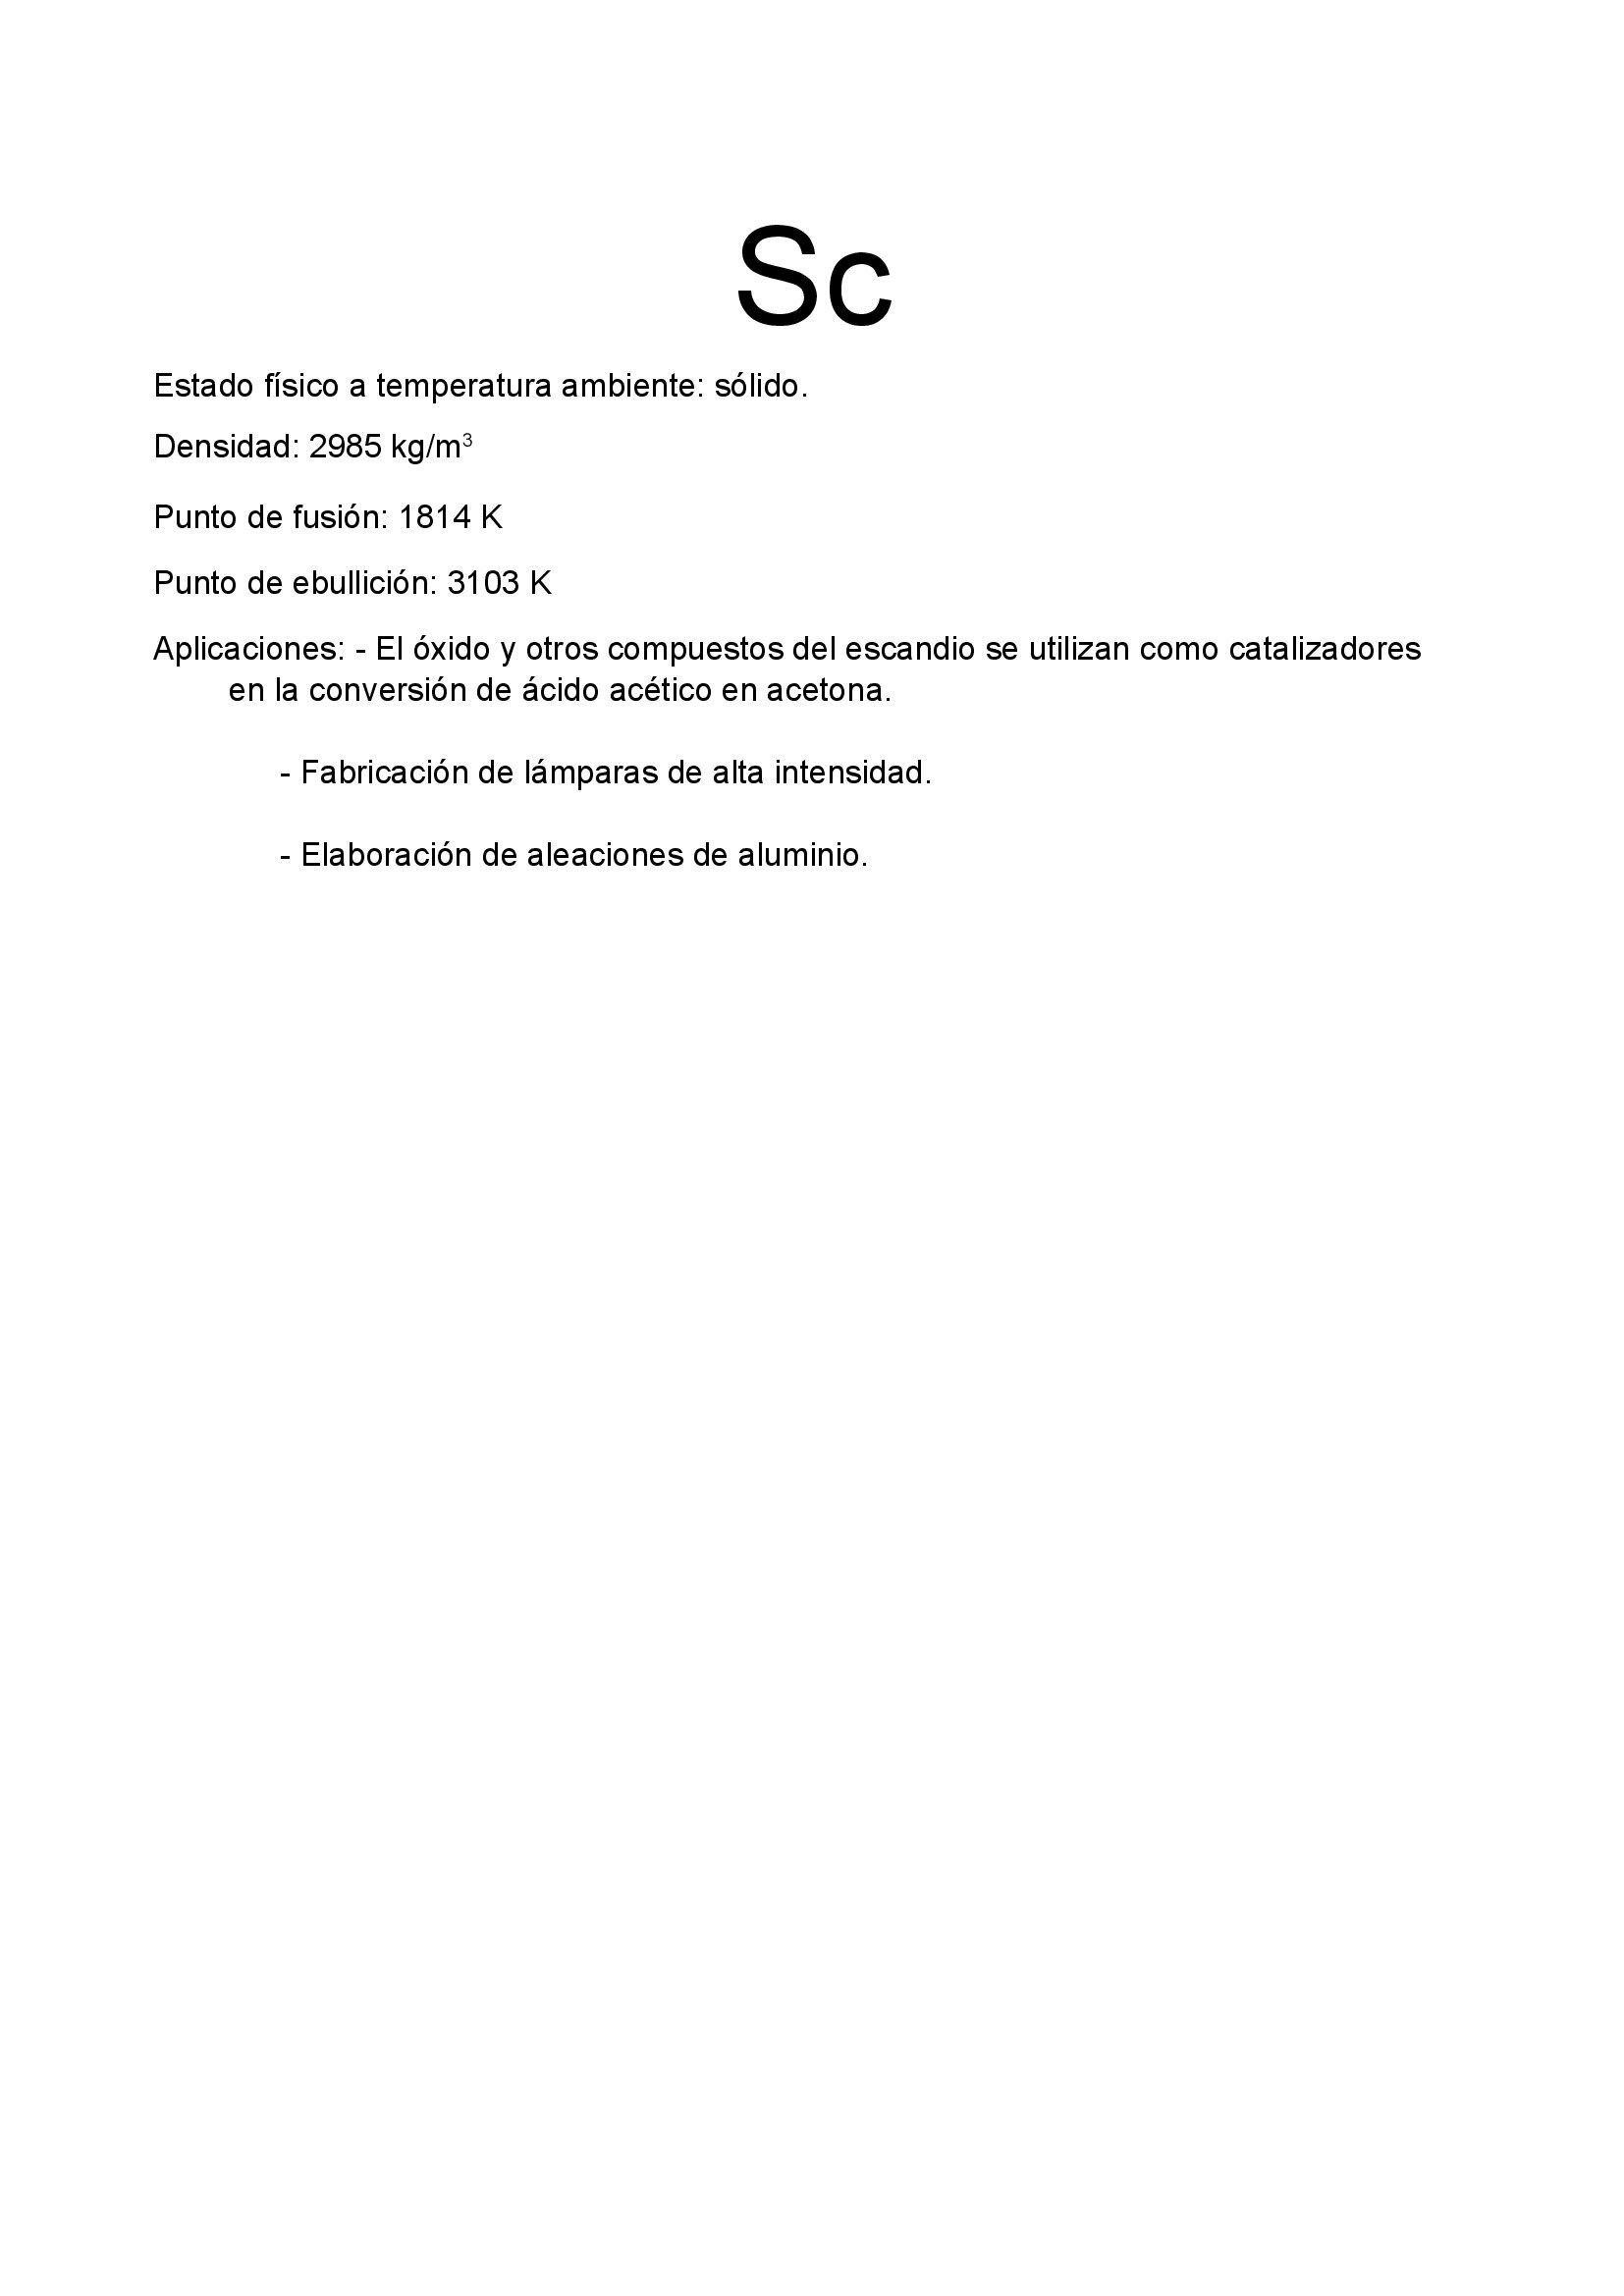 Sc
Estado físico a temperatura ambiente: sólido.
Densidad: 2985 kg/m³
Punto de fusión: 1814 K
Punto de ebullición: 3103 K
Aplicaciones: - El óxido y otros compuestos del escandio se utilizan como catalizadores
en la conversión de ácido acético en acetona.
- Fabricación de lámparas de alta intensidad.
- Elaboración de aleaciones de aluminio.